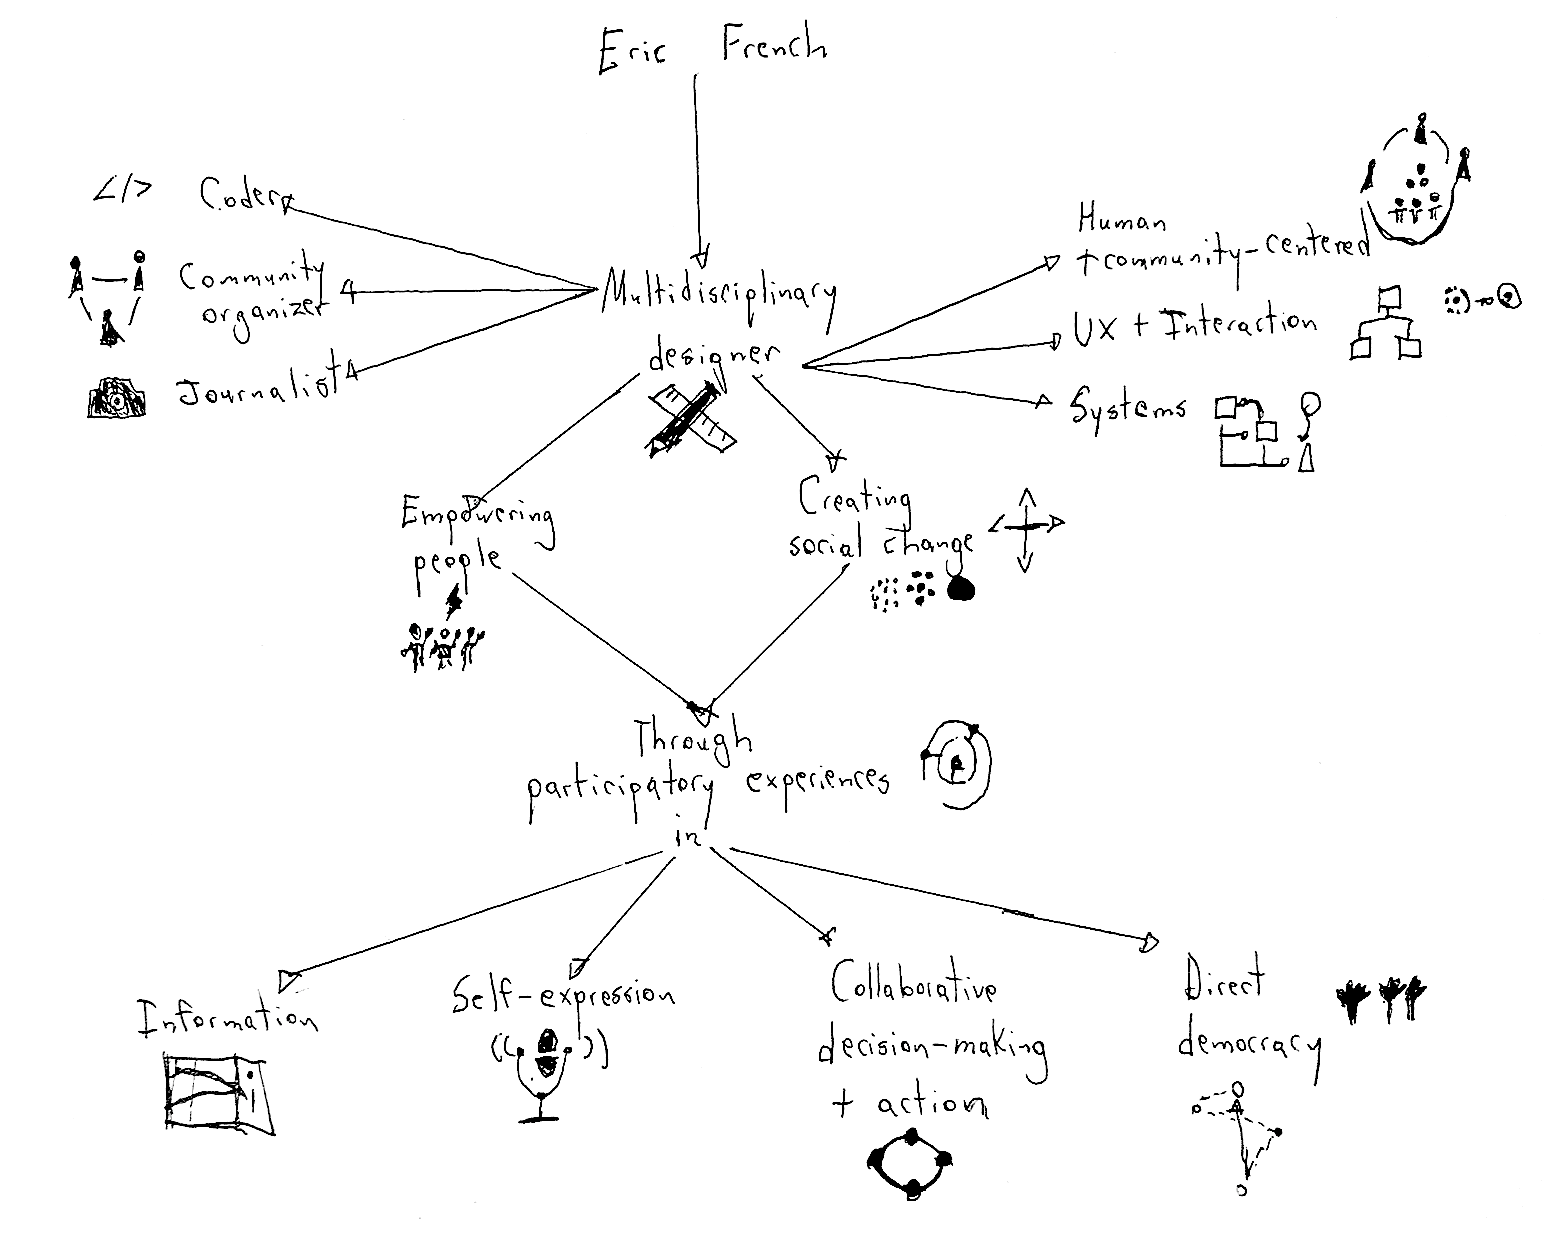 Eric French
</> Coder
Community
organizer
Journalist
Multidisciplinary
designer
Human
+ community-centered
UX + Interaction
Systems
Empowering
people
Creating
social change
Through
participatory experiences
in
Information
Self-expression
Collaborative
decision-making
+ action
Direct
democracy